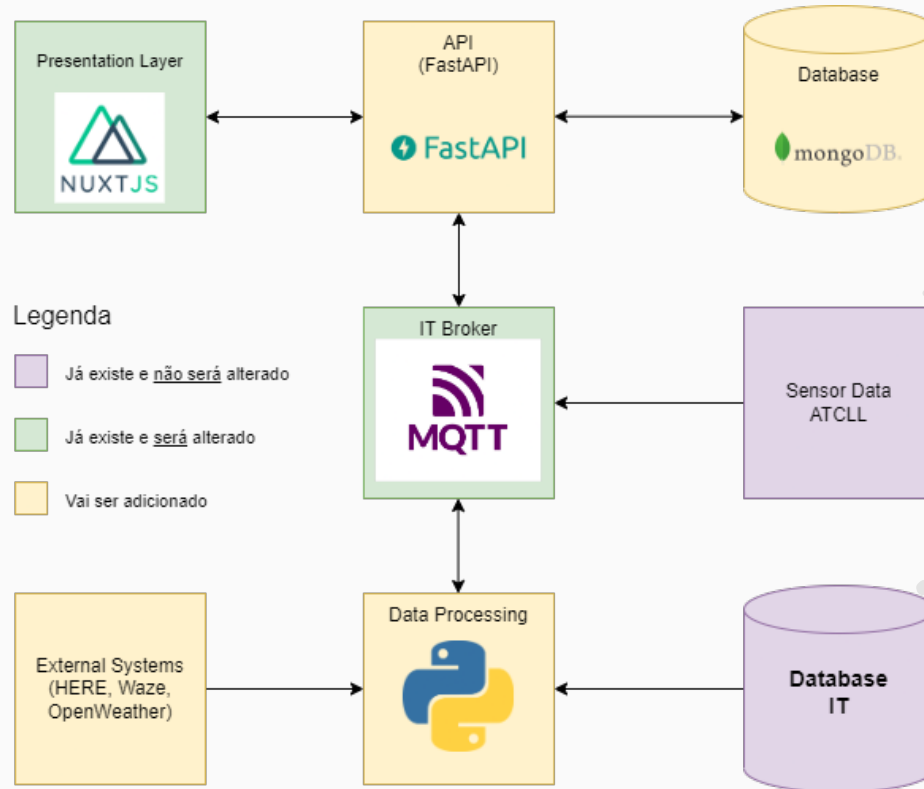 Presentation Layer
NUXTJS
API
(FastAPI)
FastAPI
Database
mongoDB.
Legenda
Já existe e não será alterado
Já existe e será alterado
Vai ser adicionado
IT Broker
MQTT
Sensor Data
ATCLL
External Systems
(HERE, Waze,
OpenWeather)
Data Processing
Database
IT